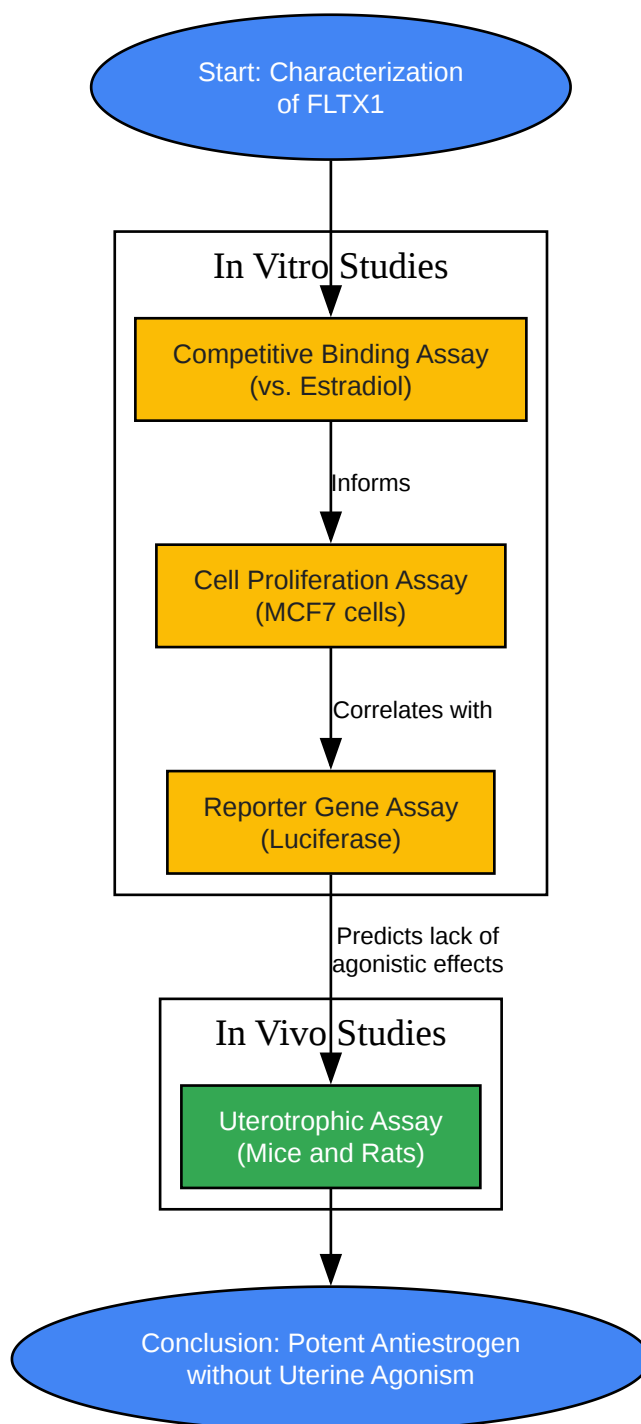 Start: Characterization
of FLTX1
In Vitro Studies
Competitive Binding Assay
(vs. Estradiol)
Informs
Cell Proliferation Assay
(MCF7 cells)
Correlates with
Reporter Gene Assay
(Luciferase)
Predicts lack of
agonistic effects
In Vivo Studies
Uterotrophic Assay
(Mice and Rats)
Conclusion: Potent Antiestrogen
without Uterine Agonism